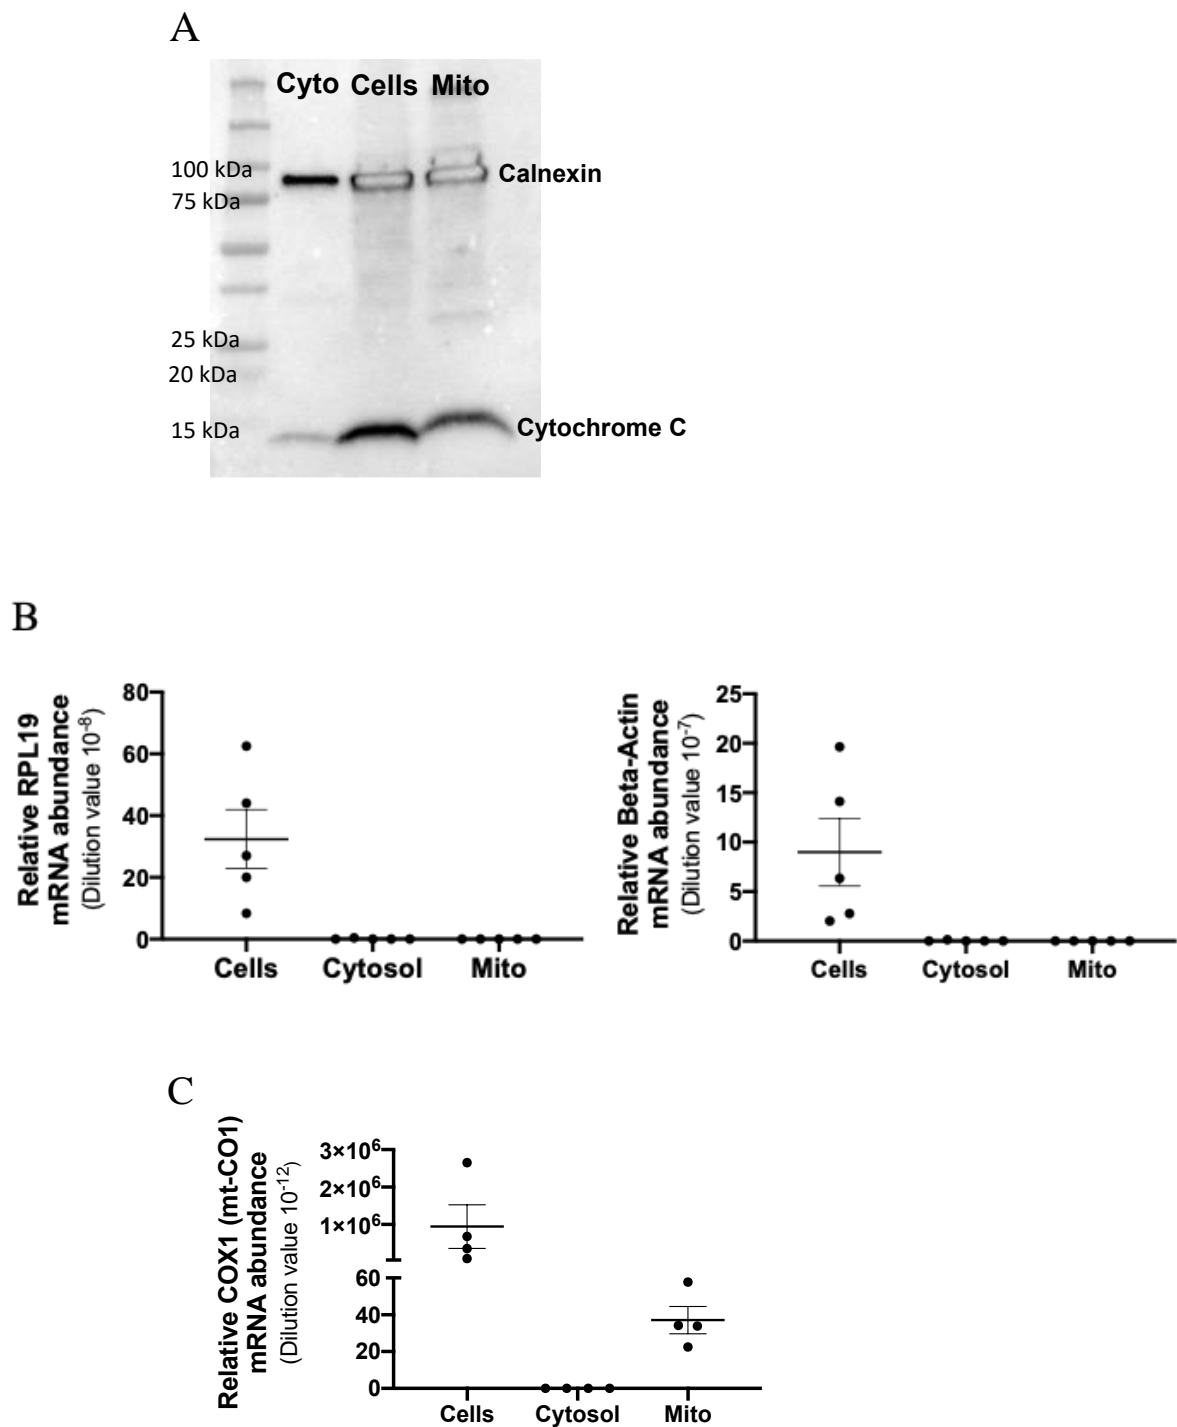 A
Cyto Cells Mito
100 kDa
Calnexin
75 kDa
25 kDa
20 kDa
15 kDa
Cytochrome C
B
Relative RPL19
mRNA abundance
(Dilution value 10⁻⁸)
80
60
40
20
0
Cells Cytosol Mito
Relative Beta-Actin
mRNA abundance
(Dilution value 10⁻⁷)
25
20
15
10
5
0
Cells Cytosol Mito
C
Relative COX1 (mt-CO1)
mRNA abundance
(Dilution value 10⁻¹²)
3×10⁶
2×10⁶
1×10⁶
60
40
20
0
Cells Cytosol Mito